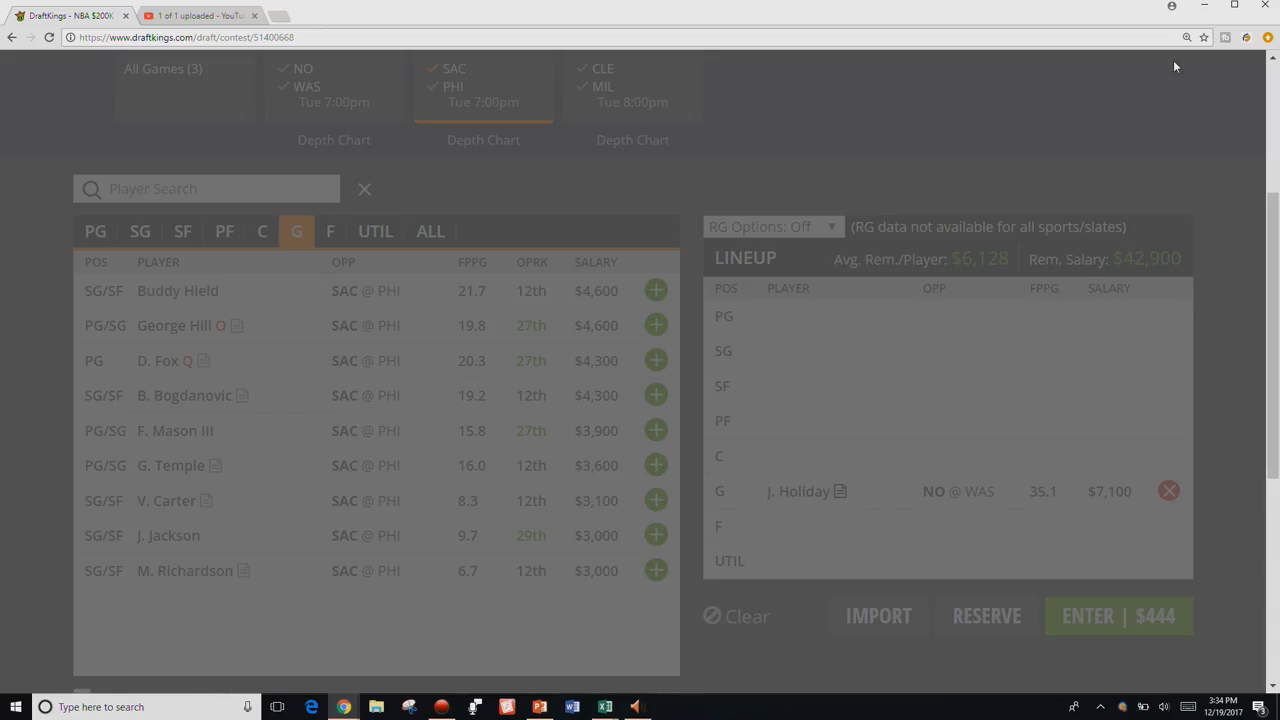 DraftKings - NBA $200K
1 of 1 uploaded - YouTu
https://www.draftkings.com/draft/contest/51400668
All Games (3)
NO
WAS
Tue 7:00pm
SAC
PHI
Tue 7:00pm
CLE
MIL
Tue 8:00pm
Depth Chart
Depth Chart
Depth Chart
Player Search
PG SG SF PF C G F UTIL ALL
POS PLAYER OPP FPPG OPRK SALARY
SG/SF Buddy Hield SAC @ PHI 21.7 12th $4,600
PG/SG George Hill O SAC @ PHI 19.8 27th $4,600
PG D. Fox Q SAC @ PHI 20.3 27th $4,300
SG/SF B. Bogdanovic SAC @ PHI 19.2 12th $4,300
PG/SG F. Mason III SAC @ PHI 15.8 27th $3,900
PG/SG G. Temple SAC @ PHI 16.0 12th $3,600
SG/SF V. Carter SAC @ PHI 8.3 12th $3,100
SG/SF J. Jackson SAC @ PHI 9.7 29th $3,000
SG/SF M. Richardson SAC @ PHI 6.7 12th $3,000
RG Options: Off (RG data not available for all sports/slates)
LINEUP Avg. Rem./Player: $6,128 Rem. Salary: $42,900
POS PLAYER OPP FPPG SALARY
PG
SG
SF
PF
C
G J. Holiday NO @ WAS 35.1 $7,100
F
UTIL
Clear IMPORT RESERVE ENTER | $444
Type here to search
3:34 PM
12/19/2017